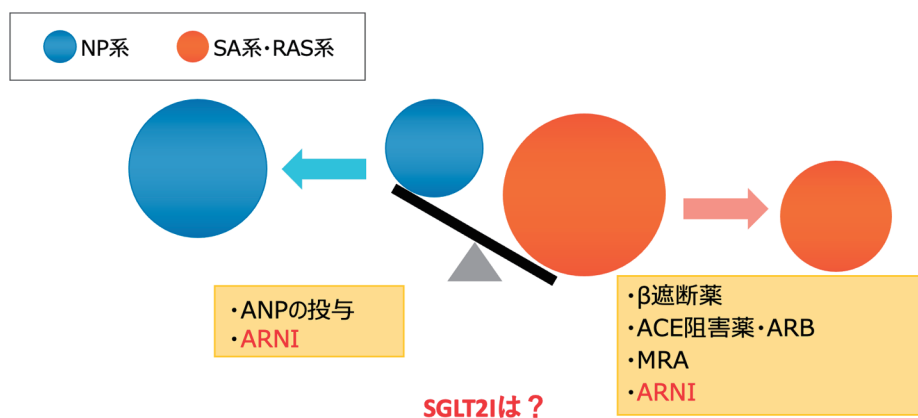 NP系
SA系・RAS系
・ANPの投与
・ARNI
・β遮断薬
・ACE阻害薬・ARB
・MRA
・ARNI
SGLT2Iは？